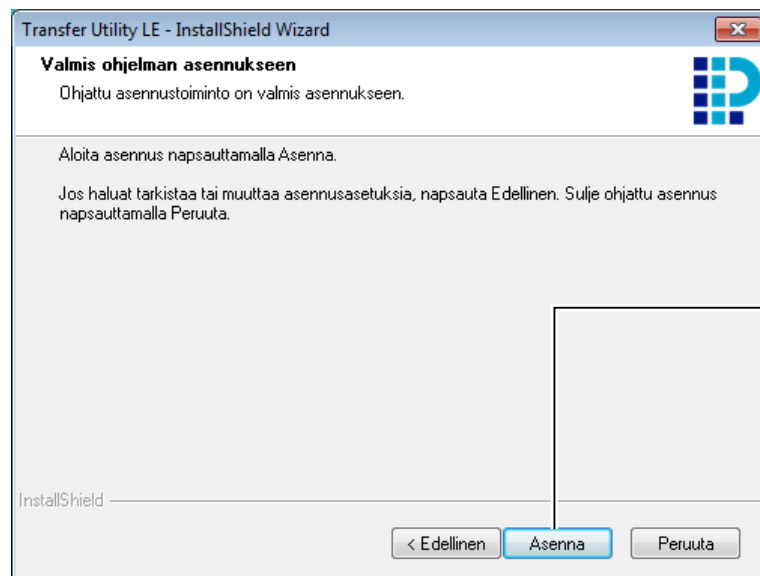 Transfer Utility LE - InstallShield Wizard
Valmis ohjelman asennukseen
Ohjattu asennustoiminto on valmis asennukseen.
Aloita asennus napsauttamalla Asenna.
Jos haluat tarkistaa tai muuttaa asennusasetuksia, napsauta Edellinen. Sulje ohjattu asennus
napsauttamalla Peruuta.
InstallShield
< Edellinen Asenna Peruuta